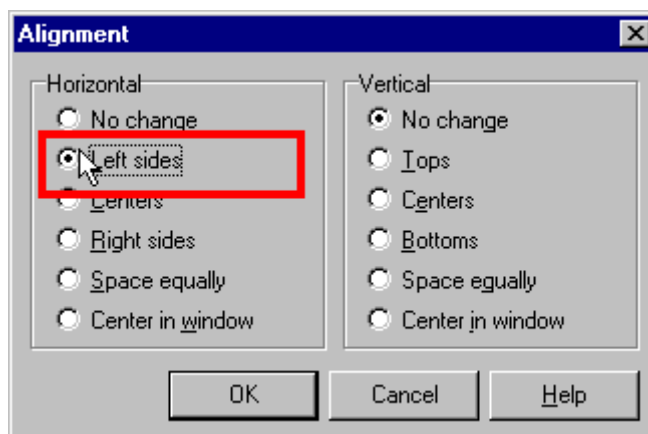 Alignment
Horizontal
No change
Left sides
Centers
Right sides
Space equally
Center in window
Vertical
No change
Tops
Centers
Bottoms
Space equally
Center in window
OK
Cancel
Help